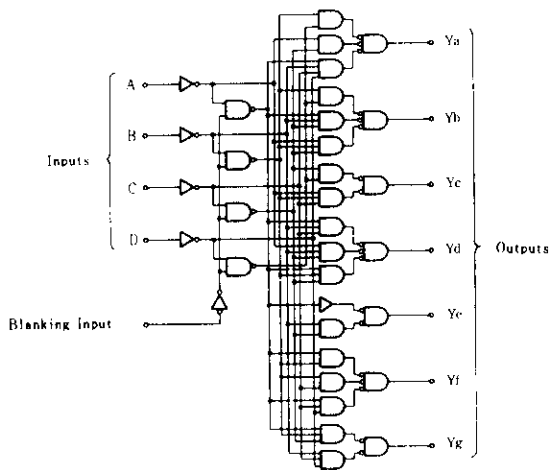 Ya
A
Yb
B
Inputs
C
Yc
D
Yd
Outputs
Blanking Input
Ye
Yf
Yg